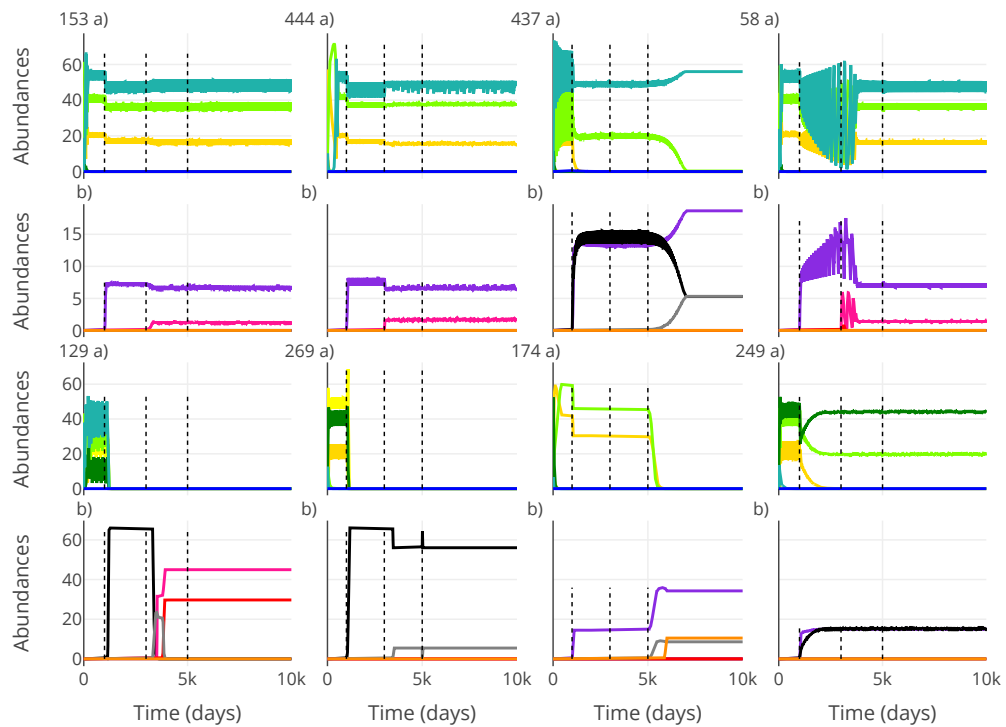 153 a) 444 a) 437 a) 58 a)
Abundances 60 40 20 0
b) b) b) b)
Abundances 15 10 5 0
129 a) 269 a) 174 a) 249 a)
Abundances 60 40 20 0
b) b) b) b)
Abundances 60 40 20 0
0 5k 10k 0 5k 10k 0 5k 10k 0 5k 10k
Time (days) Time (days) Time (days) Time (days)